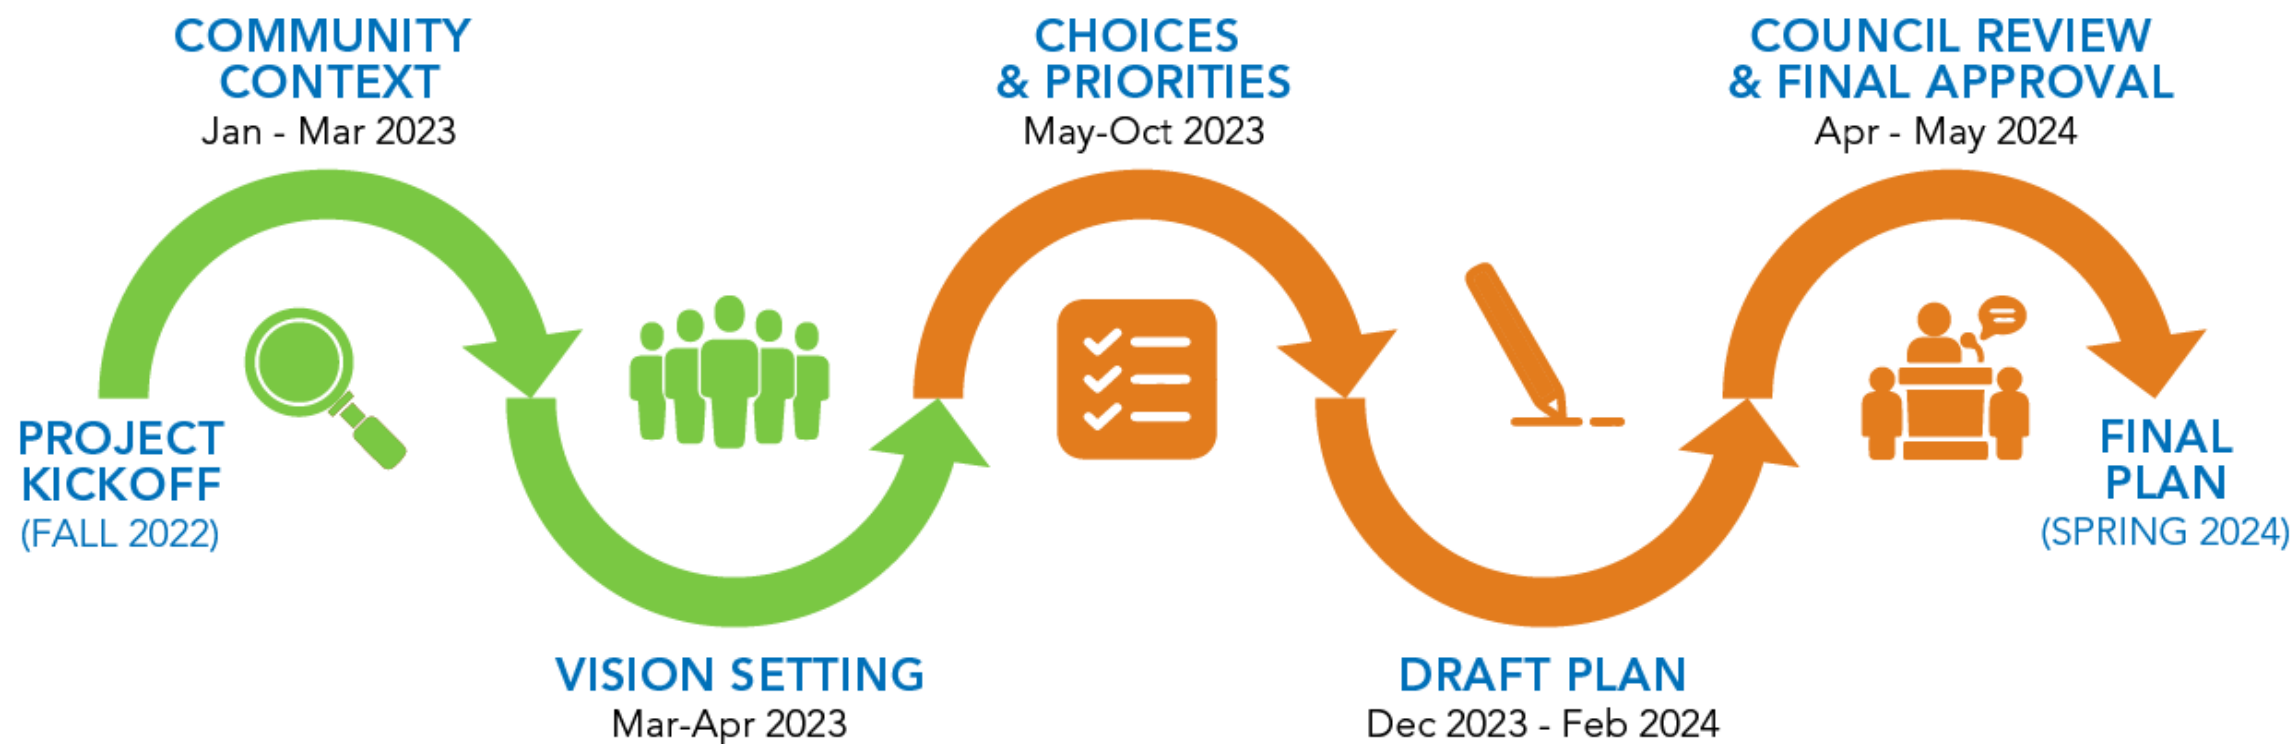 COMMUNITY
CONTEXT
Jan - Mar 2023
CHOICES
& PRIORITIES
May-Oct 2023
COUNCIL REVIEW
& FINAL APPROVAL
Apr - May 2024
PROJECT
KICKOFF
(FALL 2022)
FINAL
PLAN
(SPRING 2024)
VISION SETTING
Mar-Apr 2023
DRAFT PLAN
Dec 2023 - Feb 2024